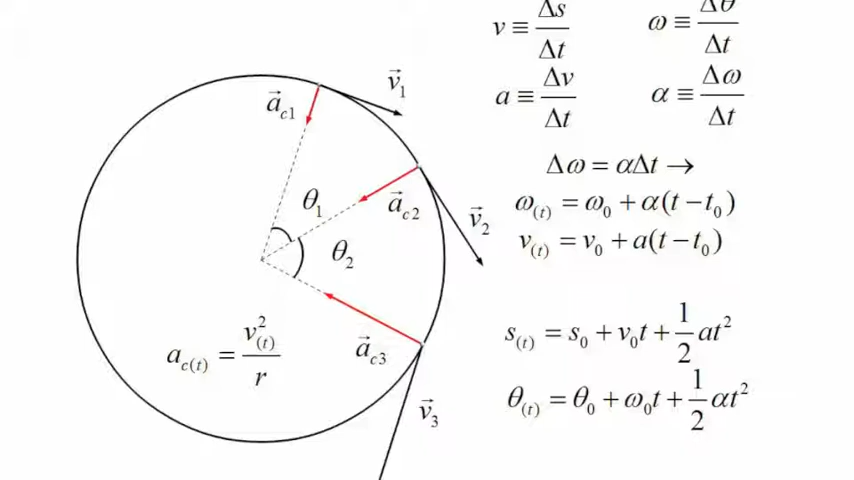 v ≡ Δs/Δt
ω ≡ Δθ/Δt
a ≡ Δv/Δt
α ≡ Δω/Δt
Δω = αΔt →
ω₍t₎ = ω₀ + α(t − t₀)
v₍t₎ = v₀ + a(t − t₀)
s₍t₎ = s₀ + v₀t + 1/2 at²
θ₍t₎ = θ₀ + ω₀t + 1/2 αt²
v⃗₁
a⃗c1
θ₁
a⃗c2
v⃗₂
θ₂
a⃗c3
v⃗₃
a_c(t) = v²₍t₎/r